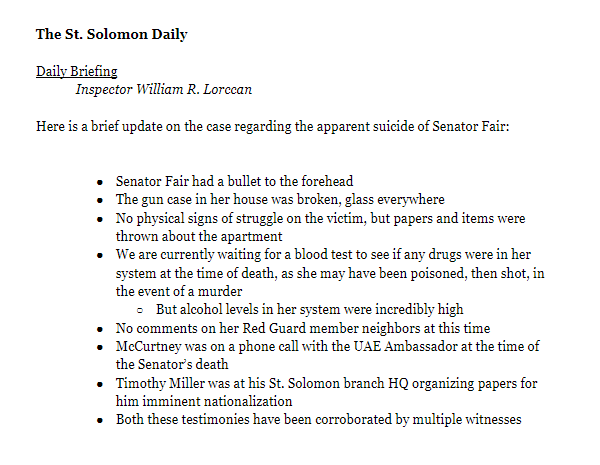 The St. Solomon Daily
Daily Briefing
Inspector William R. Lorccan
Here is a brief update on the case regarding the apparent suicide of Senator Fair:
● Senator Fair had a bullet to the forehead
● The gun case in her house was broken, glass everywhere
● No physical signs of struggle on the victim, but papers and items were
thrown about the apartment
● We are currently waiting for a blood test to see if any drugs were in her
system at the time of death, as she may have been poisoned, then shot, in
the event of a murder
○ But alcohol levels in her system were incredibly high
● No comments on her Red Guard member neighbors at this time
● McCurtney was on a phone call with the UAE Ambassador at the time of
the Senator's death
● Timothy Miller was at his St. Solomon branch HQ organizing papers for
him imminent nationalization
● Both these testimonies have been corroborated by multiple witnesses